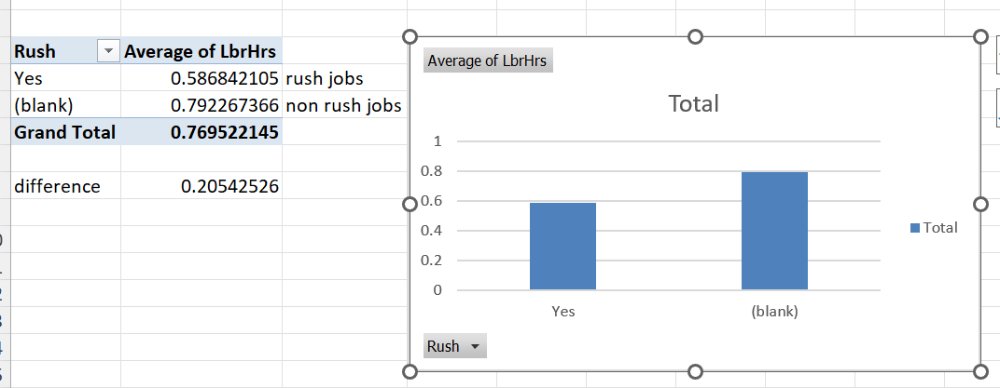 Rush Average of LbrHrs
Yes 0.586842105 rush jobs
(blank) 0.792267366 non rush jobs
Grand Total 0.769522145
difference 0.20542526
Average of LbrHrs
Total
1
0.8
0.6
0.4
0.2
0
Yes (blank)
Total
Rush